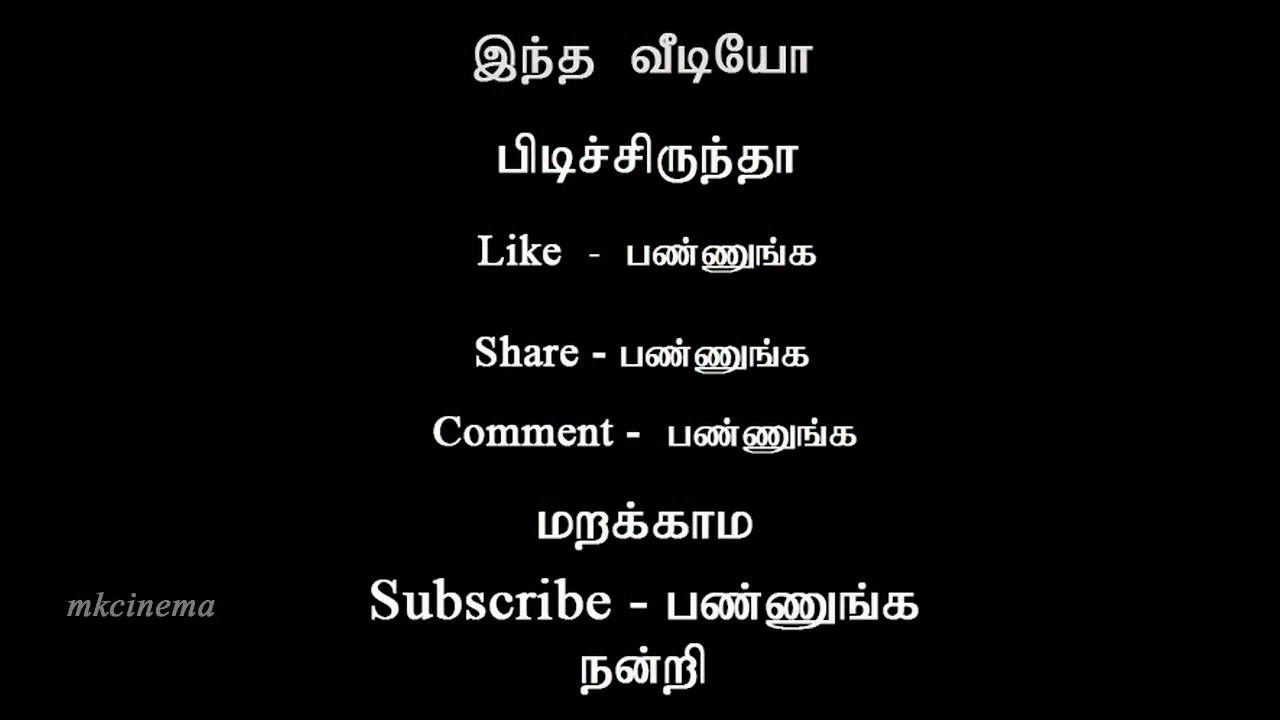 இந்த வீடியோ
பிடிச்சிருந்தா
Like - பண்ணுங்க
Share - பண்ணுங்க
Comment - பண்ணுங்க
மறக்காம
mkcinema
Subscribe - பண்ணுங்க
நன்றி